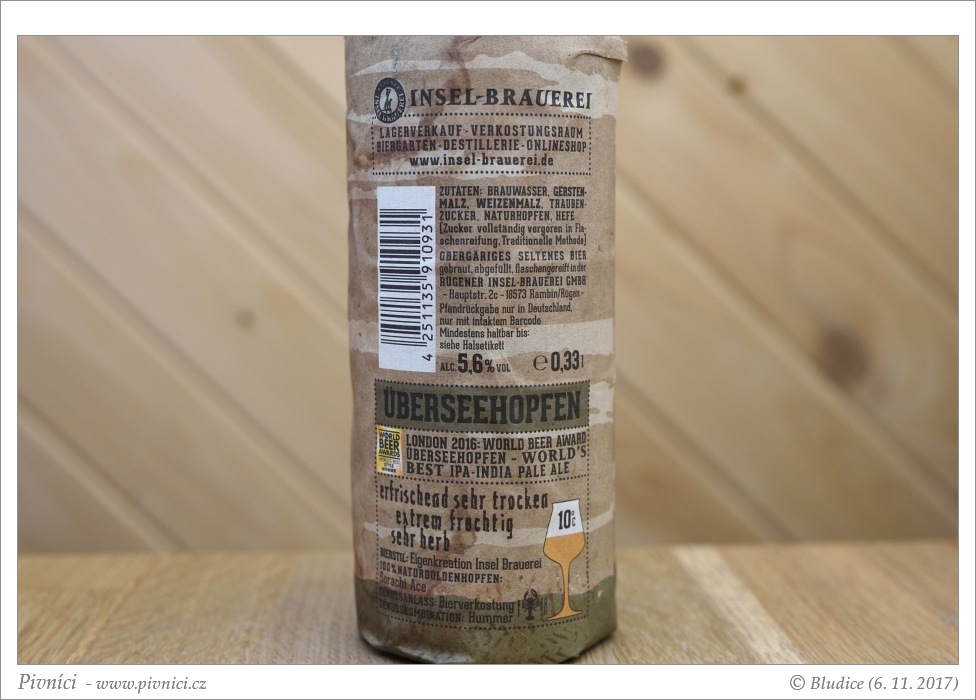 INSEL-BRAUEREI
LAGERVERKAUF - VERKOSTUNGSRAUM
BIERGARTEN - DESTILLERIE - ONLINESHOP
www.insel-brauerei.de
ZUTATEN: BRAUWASSER, GERSTEN-
MALZ, WEIZENMALZ, TRAUBEN-
ZUCKER, NATURHOPFEN, HEFE
[Zucker vollständig vergoren in Fla-
schenreifung, Traditionelle Methode]
OBERGÄRIGES SELTENES BIER
gebraut, abgefüllt, flaschengereift in der
RÜGENER INSEL-BRAUEREI GMBH
- Hauptstr. 2c - 18573 Rambin/Rügen -
Pfandrückgabe nur in Deutschland,
nur mit intaktem Barcode
Mindestens haltbar bis:
siehe Halsetikett
4 251135 910931
ALC. 5,6 % VOL ℮ 0,33 l
ÜBERSEEHOPFEN
WORLD
BEER
AWARDS
LONDON 2016: WORLD BEER AWARD
ÜBERSEEHOPFEN - WORLD'S
BEST IPA-INDIA PALE ALE
erfrischend sehr trocken
extrem fruchtig
sehr herb
10°C
BIERSTIL: Eigenkreation Insel Brauerei
100% NATURDOLDENHOPFEN:
Sorachi Ace
GENUSSANLASS: Bierverkostung
GENUSSKOMBINATION: Hummer
Pivníci - www.pivnici.cz
© Bludice (6. 11. 2017)